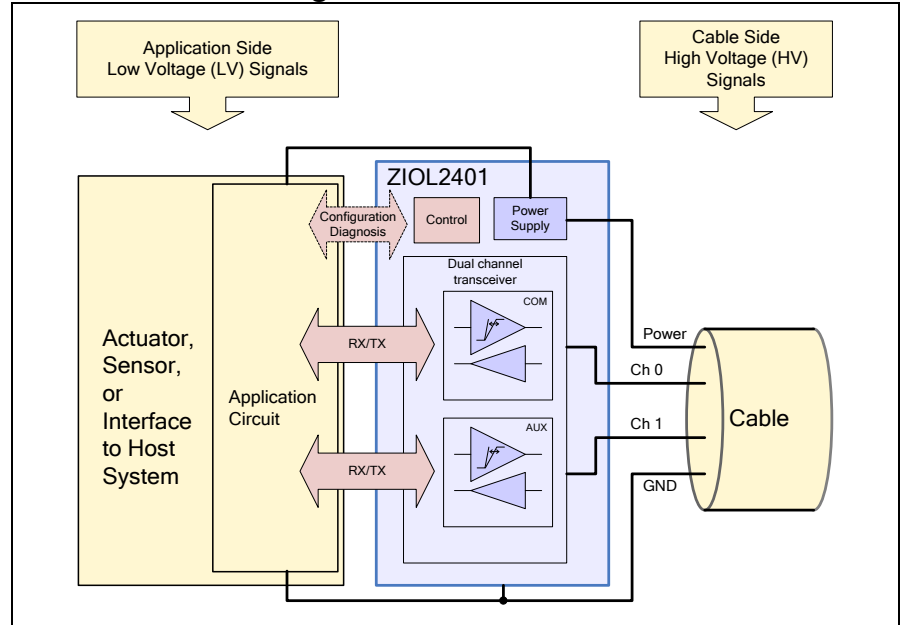 Application Side
Low Voltage (LV) Signals
Cable Side
High Voltage (HV)
Signals
ZIOL2401
Configuration
Diagnosis
Control
Power
Supply
Dual channel
transceiver
COM
RX/TX
Actuator,
Sensor,
or
Interface
to Host
System
Application
Circuit
AUX
RX/TX
Power
Ch 0
Ch 1
GND
Cable